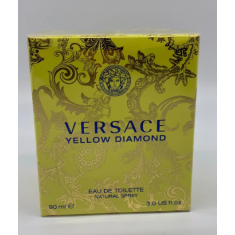 VERSACE
YELLOW DIAMOND
EAU DE TOILETTE
NATURAL SPRAY
90 ml ℮ 3.0 US fl.oz